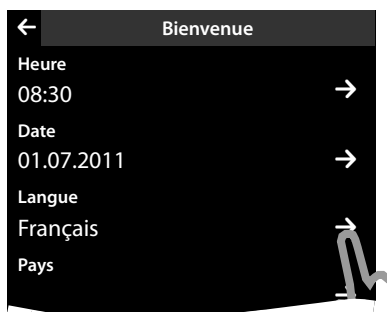 Bienvenue
Heure
08:30
Date
01.07.2011
Langue
Français
Pays